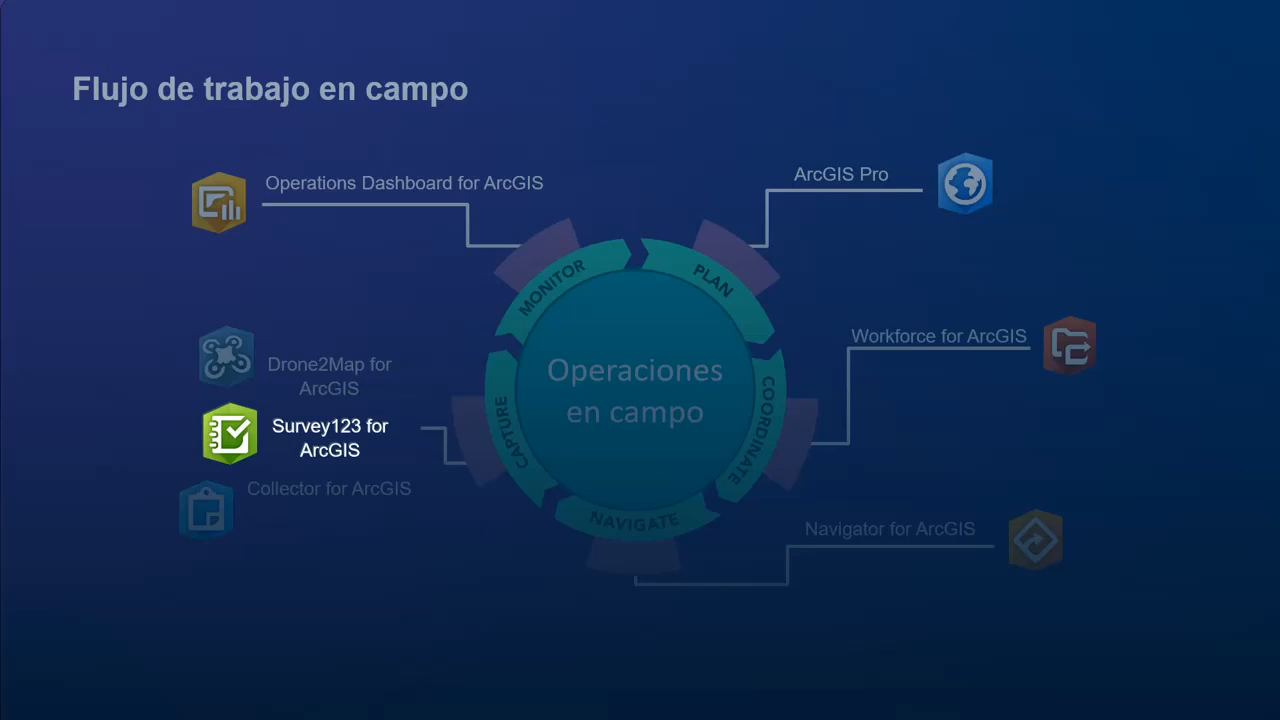 Flujo de trabajo en campo
Operations Dashboard for ArcGIS
ArcGIS Pro
MONITOR
PLAN
Workforce for ArcGIS
Drone2Map for
ArcGIS
Operaciones
en campo
COORDINATE
CAPTURE
Survey123 for
ArcGIS
Collector for ArcGIS
NAVIGATE
Navigator for ArcGIS